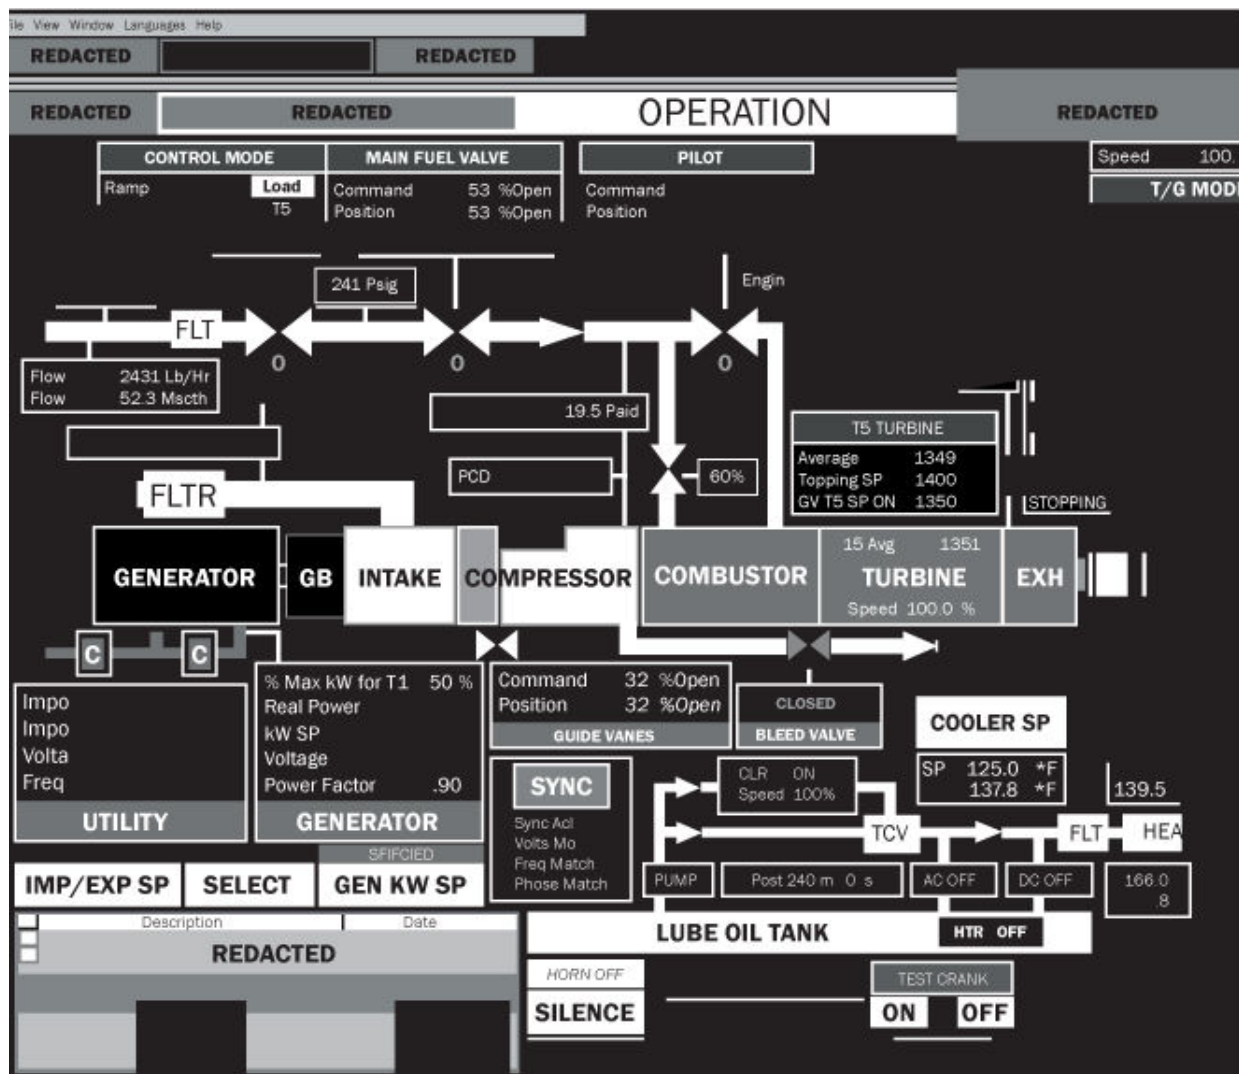 ile View Window Languages Help
REDACTED REDACTED
REDACTED REDACTED OPERATION REDACTED
CONTROL MODE MAIN FUEL VALVE PILOT Speed 100.
T/G MOD
Ramp Load Command 53 %Open Command
T5 Position 53 %Open Position
241 Psig Engin
FLT
0 0 0
Flow 2431 Lb/Hr
Flow 52.3 Mscth
19.5 Paid
T5 TURBINE
Average 1349
Topping SP 1400
GV T5 SP ON 1350
PCD 60%
FLTR STOPPING
15 Avg 1351
GENERATOR GB INTAKE COMPRESSOR COMBUSTOR TURBINE EXH
Speed 100.0 %
C C
Impo
Impo
Volta
Freq
UTILITY
% Max kW for T1 50 %
Real Power
kW SP
Voltage
Power Factor .90
GENERATOR
Command 32 %Open
Position 32 %Open
GUIDE VANES
CLOSED
BLEED VALVE
COOLER SP
SP 125.0 *F
137.8 *F
139.5
SYNC
Sync Acl
Volts Mo
Freq Match
Phose Match
CLR ON
Speed 100%
TCV FLT HEA
SFIFCIED
IMP/EXP SP SELECT GEN KW SP
PUMP Post 240 m 0 s AC OFF DC OFF 166.0
.8
Description Date
REDACTED
LUBE OIL TANK HTR OFF
HORN OFF
SILENCE
TEST CRANK
ON OFF